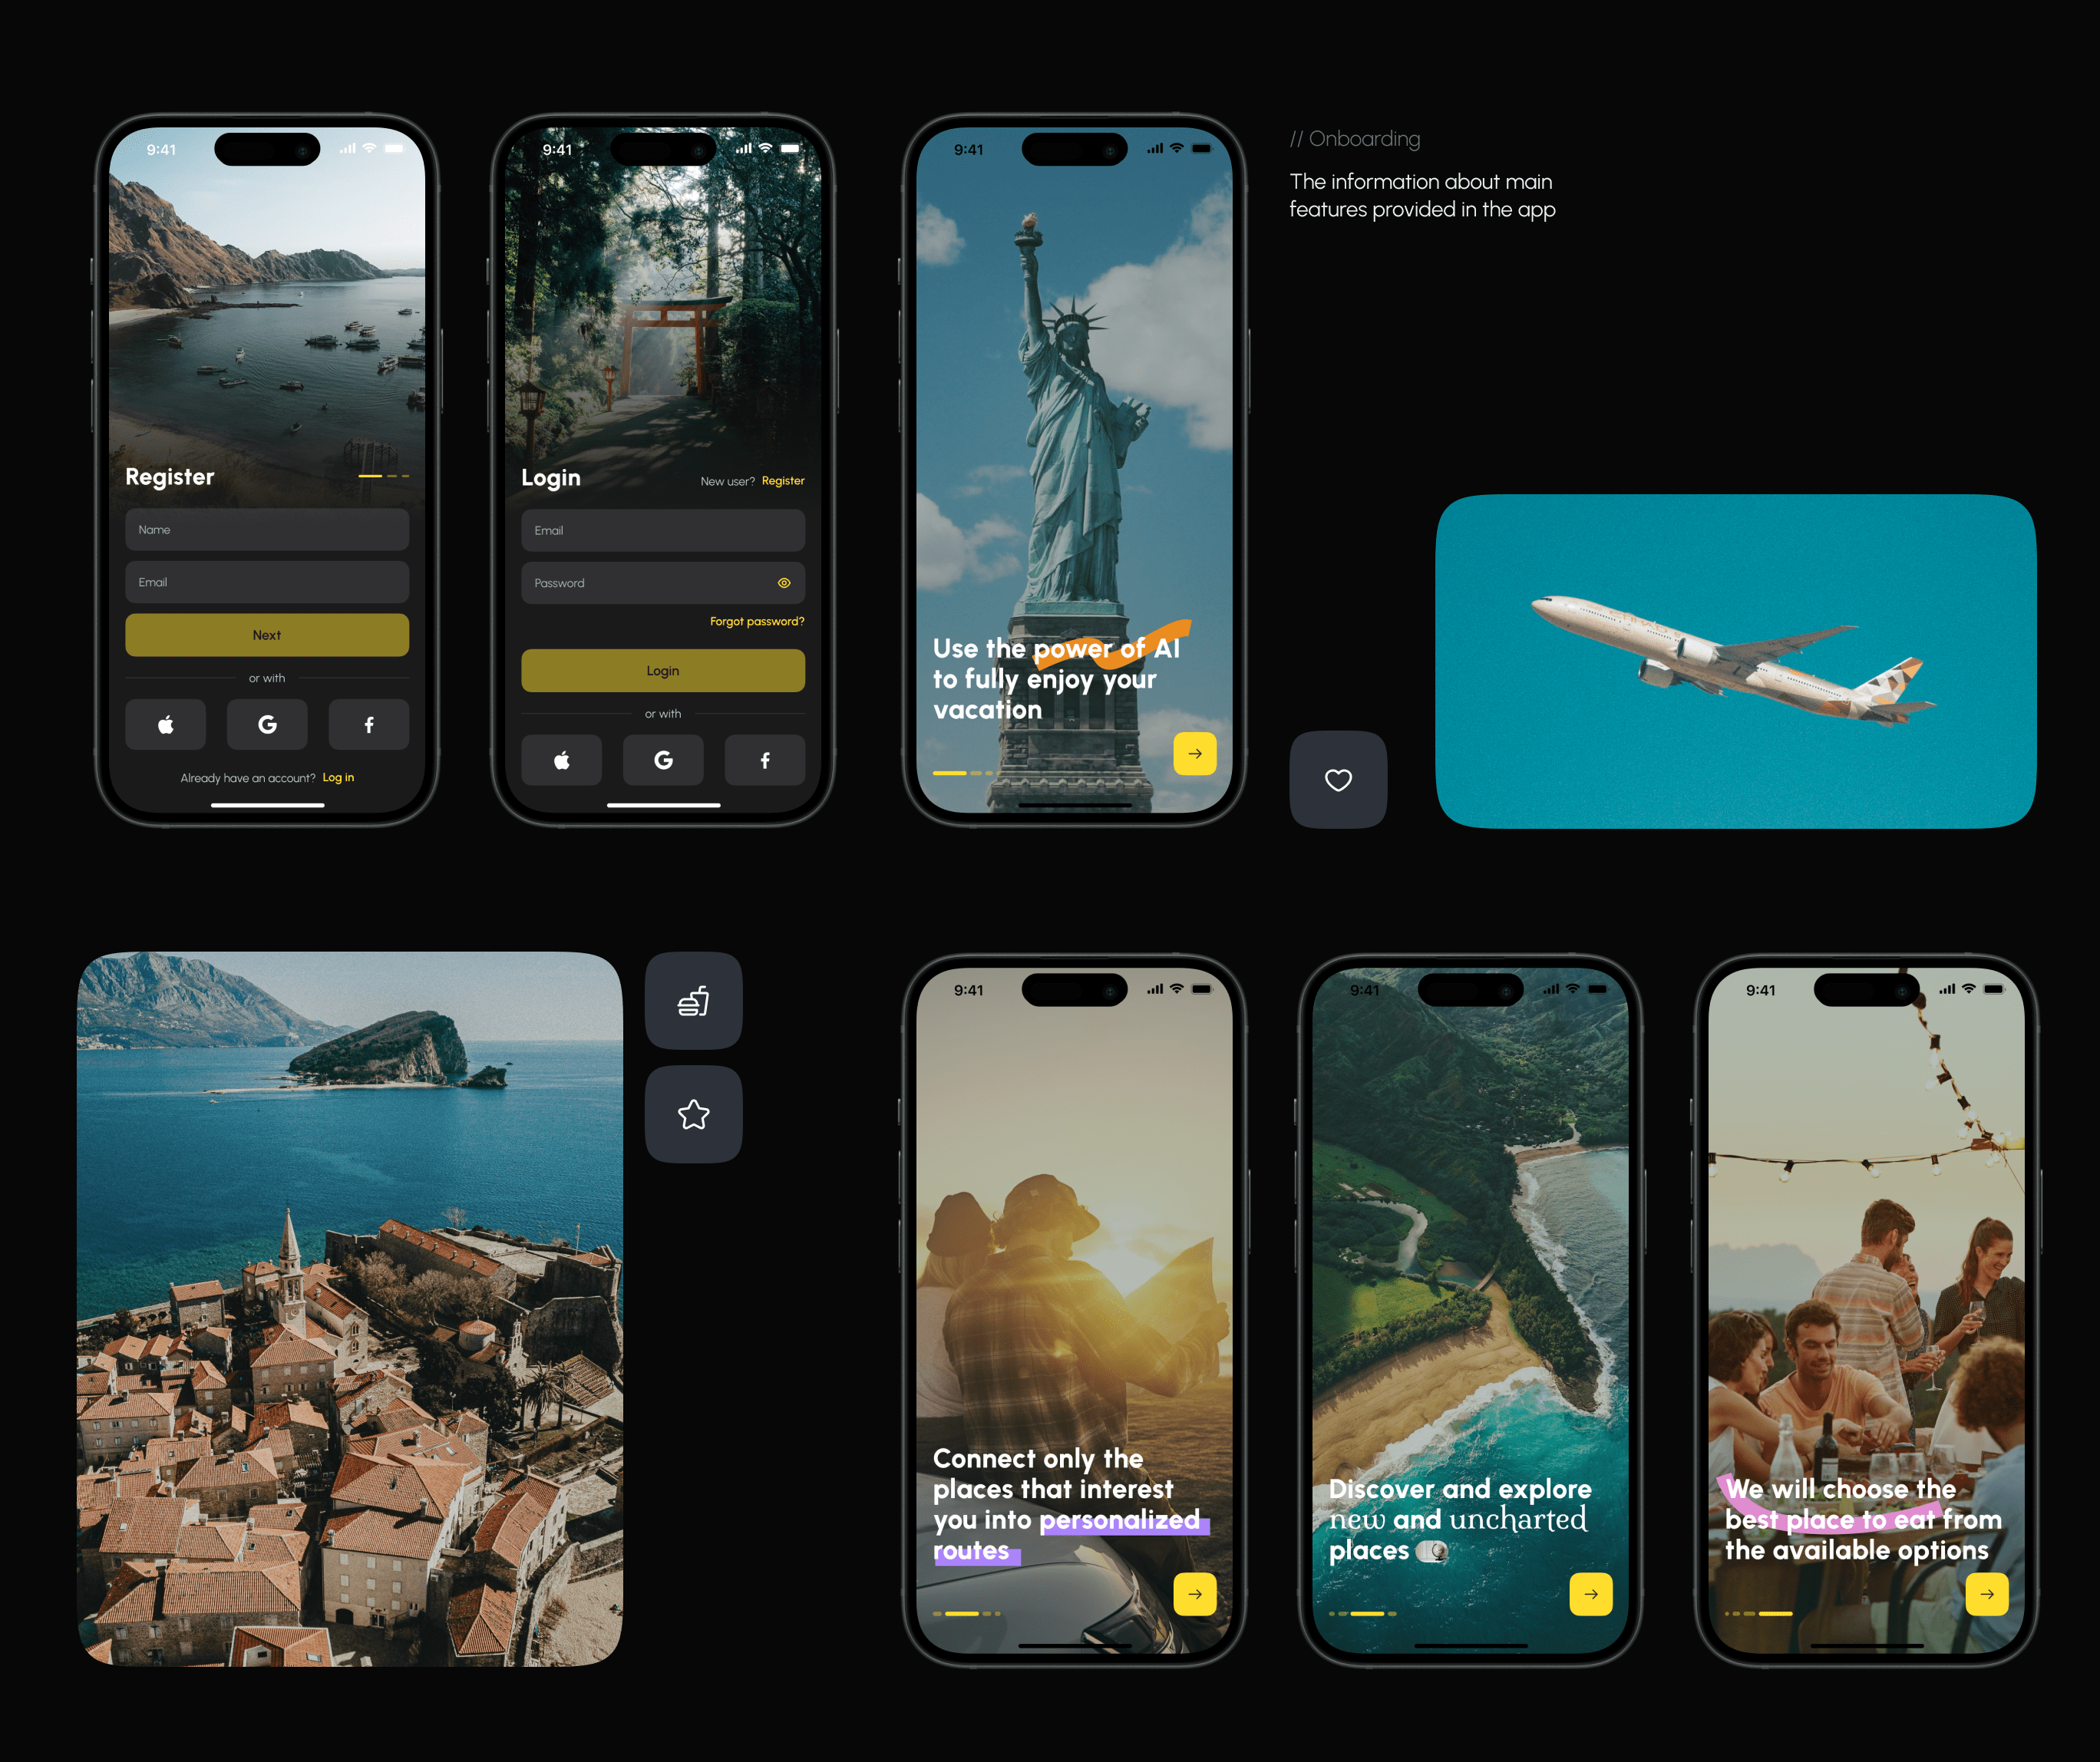 9:41
Register
Name
Email
Next
or with
G
f
Already have an account? Log in
9:41
Login
New user? Register
Email
Password
Forgot password?
Login
or with
G
f
9:41
Use the power of AI
to fully enjoy your
vacation
// Onboarding
The information about main
features provided in the app
9:41
Connect only the
places that interest
you into personalized
routes
9:41
Discover and explore
new and uncharted
places
9:41
We will choose the
best place to eat from
the available options